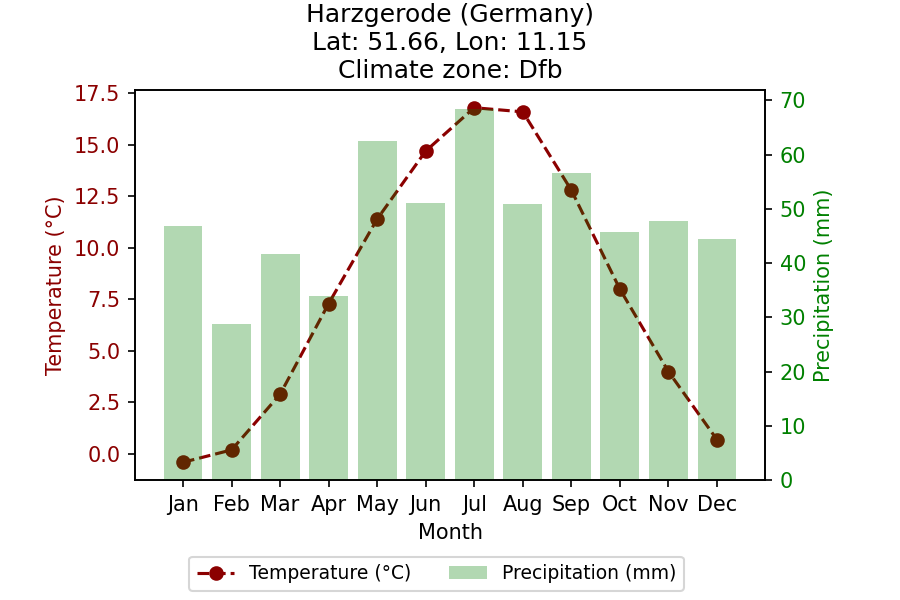 Harzgerode (Germany)
Lat: 51.66, Lon: 11.15
Climate zone: Dfb
17.5
15.0
12.5
10.0
7.5
5.0
2.5
0.0
Temperature (°C)
70
60
50
40
30
20
10
0
Precipitation (mm)
Jan Feb Mar Apr May Jun Jul Aug Sep Oct Nov Dec
Month
Temperature (°C) Precipitation (mm)